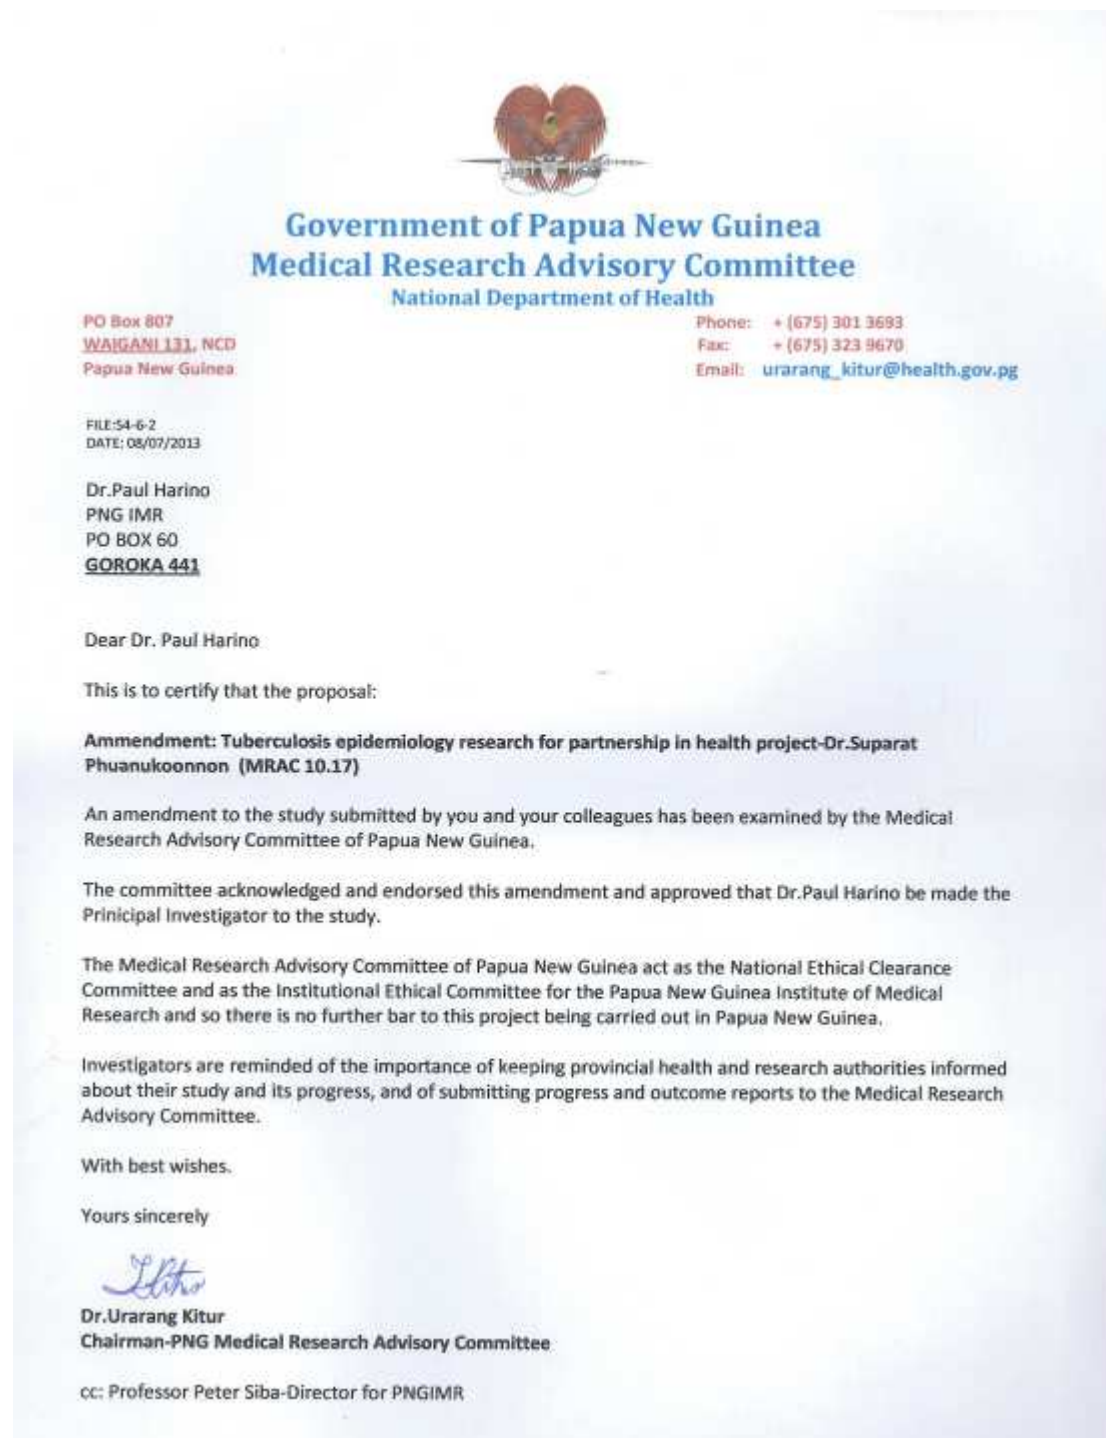 Government of Papua New Guinea
Medical Research Advisory Committee
National Department of Health
PO Box 807
WAIGANI 131, NCD
Papua New Guinea
Phone: + (675) 301 3693
Fax: + (675) 323 9670
Email: urarang_kitur@health.gov.pg
FILE:S4-6-2
DATE: 08/07/2013
Dr.Paul Harino
PNG IMR
PO BOX 60
GOROKA 441
Dear Dr. Paul Harino
This is to certify that the proposal:
Ammendment: Tuberculosis epidemiology research for partnership in health project-Dr.Suparat
Phuanukoonnon (MRAC 10.17)
An amendment to the study submitted by you and your colleagues has been examined by the Medical
Research Advisory Committee of Papua New Guinea.
The committee acknowledged and endorsed this amendment and approved that Dr.Paul Harino be made the
Prinicipal Investigator to the study.
The Medical Research Advisory Committee of Papua New Guinea act as the National Ethical Clearance
Committee and as the Institutional Ethical Committee for the Papua New Guinea Institute of Medical
Research and so there is no further bar to this project being carried out in Papua New Guinea.
Investigators are reminded of the importance of keeping provincial health and research authorities informed
about their study and its progress, and of submitting progress and outcome reports to the Medical Research
Advisory Committee.
With best wishes.
Yours sincerely
Dr.Urarang Kitur
Chairman-PNG Medical Research Advisory Committee
cc: Professor Peter Siba-Director for PNGIMR